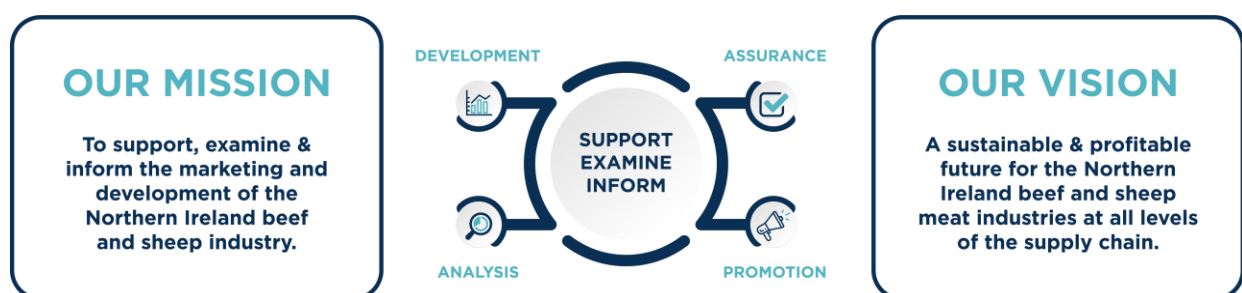 OUR MISSION
To support, examine &
inform the marketing and
development of the
Northern Ireland beef
and sheep industry.
DEVELOPMENT
ASSURANCE
SUPPORT
EXAMINE
INFORM
ANALYSIS
PROMOTION
OUR VISION
A sustainable & profitable
future for the Northern
Ireland beef and sheep
meat industries at all levels
of the supply chain.